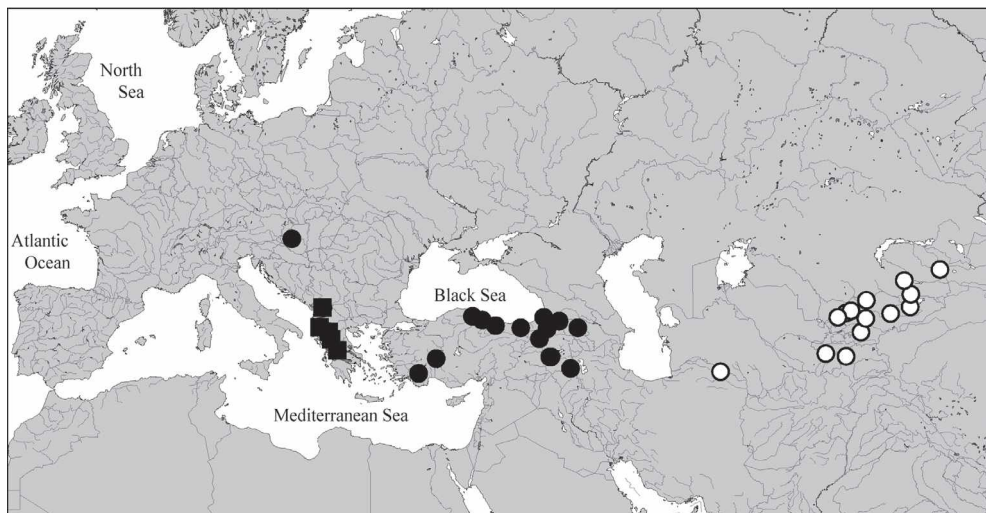 North
Sea
Atlantic
Ocean
Black Sea
Mediterranean Sea